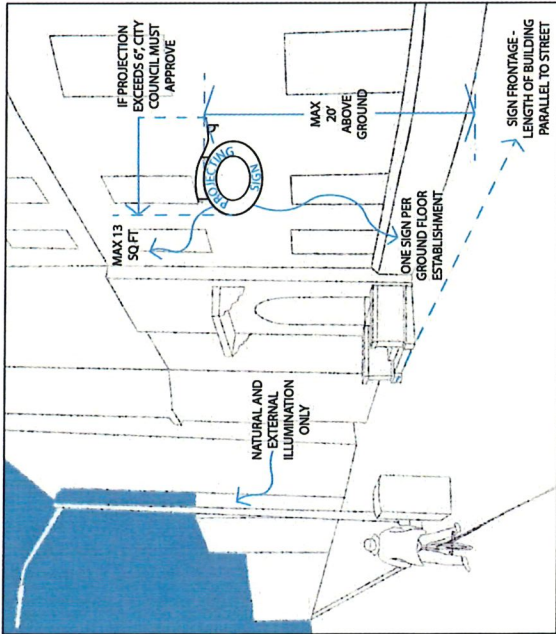 IF PROJECTION
EXCEEDS 6", CITY
COUNCIL MUST
APPROVE
MAX 13
SQ FT
PROJECTING
SIGN
MAX
20'
ABOVE
GROUND
NATURAL AND
EXTERNAL
ILLUMINATION
ONLY
ONE SIGN PER
GROUND FLOOR
ESTABLISHMENT
SIGN FRONTAGE -
LENGTH OF BUILDING
PARALLEL TO STREET